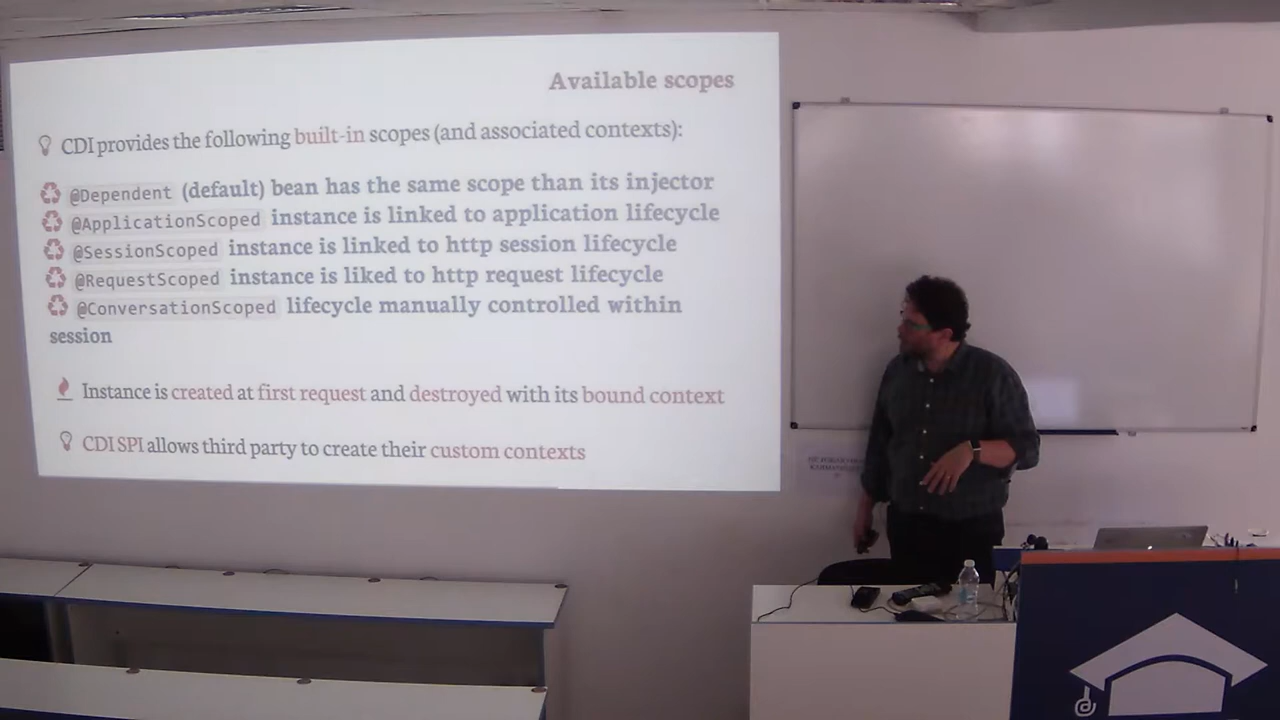 Available scopes
CDI provides the following built-in scopes (and associated contexts):
@Dependent (default) bean has the same scope than its injector
@ApplicationScoped instance is linked to application lifecycle
@SessionScoped instance is linked to http session lifecycle
@RequestScoped instance is liked to http request lifecycle
@ConversationScoped lifecycle manually controlled within
session
Instance is created at first request and destroyed with its bound context
CDI SPI allows third party to create their custom contexts